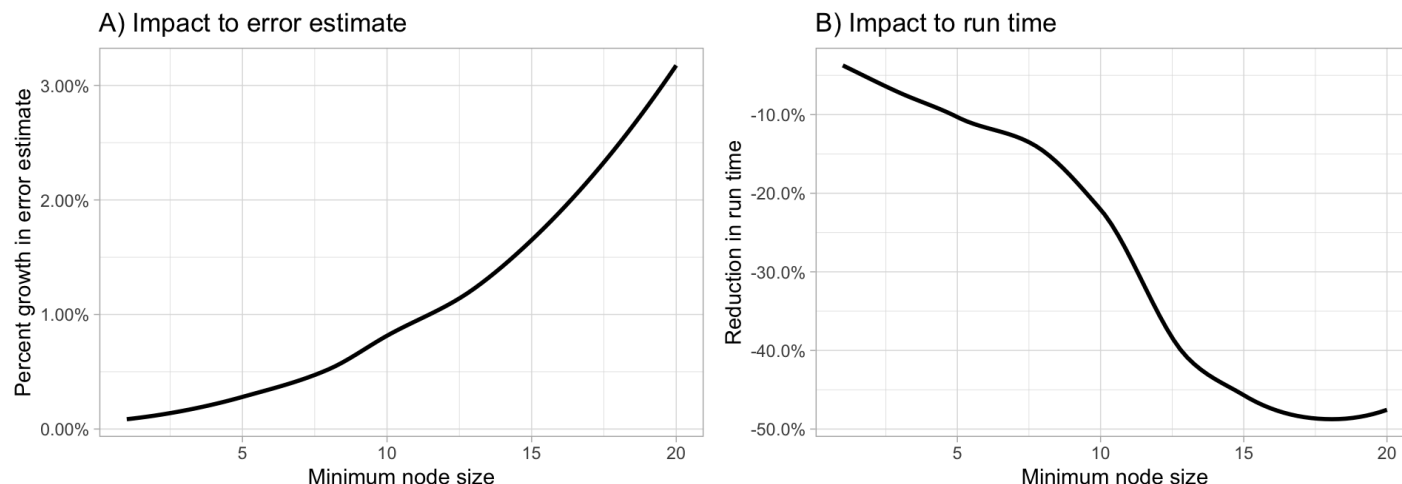 A) Impact to error estimate
Percent growth in error estimate
3.00%
2.00%
1.00%
0.00%
5
10
15
20
Minimum node size
B) Impact to run time
Reduction in run time
-10.0%
-20.0%
-30.0%
-40.0%
-50.0%
5
10
15
20
Minimum node size